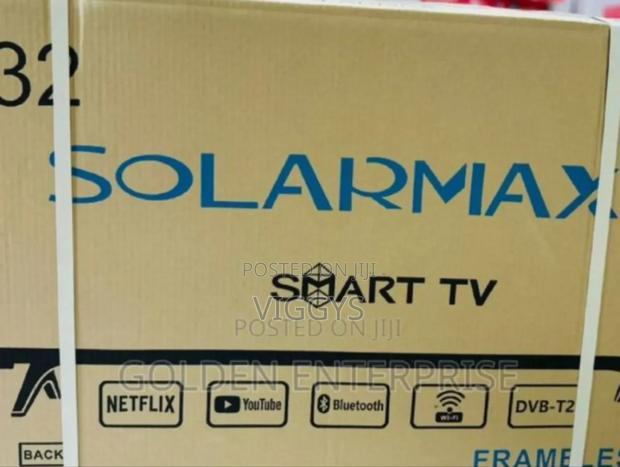 32
SOLARMAX
POSTED ON JIJI
SMART TV
VIGGYS
POSTED ON JIJI
GOLDEN ENTERPRISE
NETFLIX
YouTube
Bluetooth
Wi-Fi
DVB-T2
BACK
FRAMELES